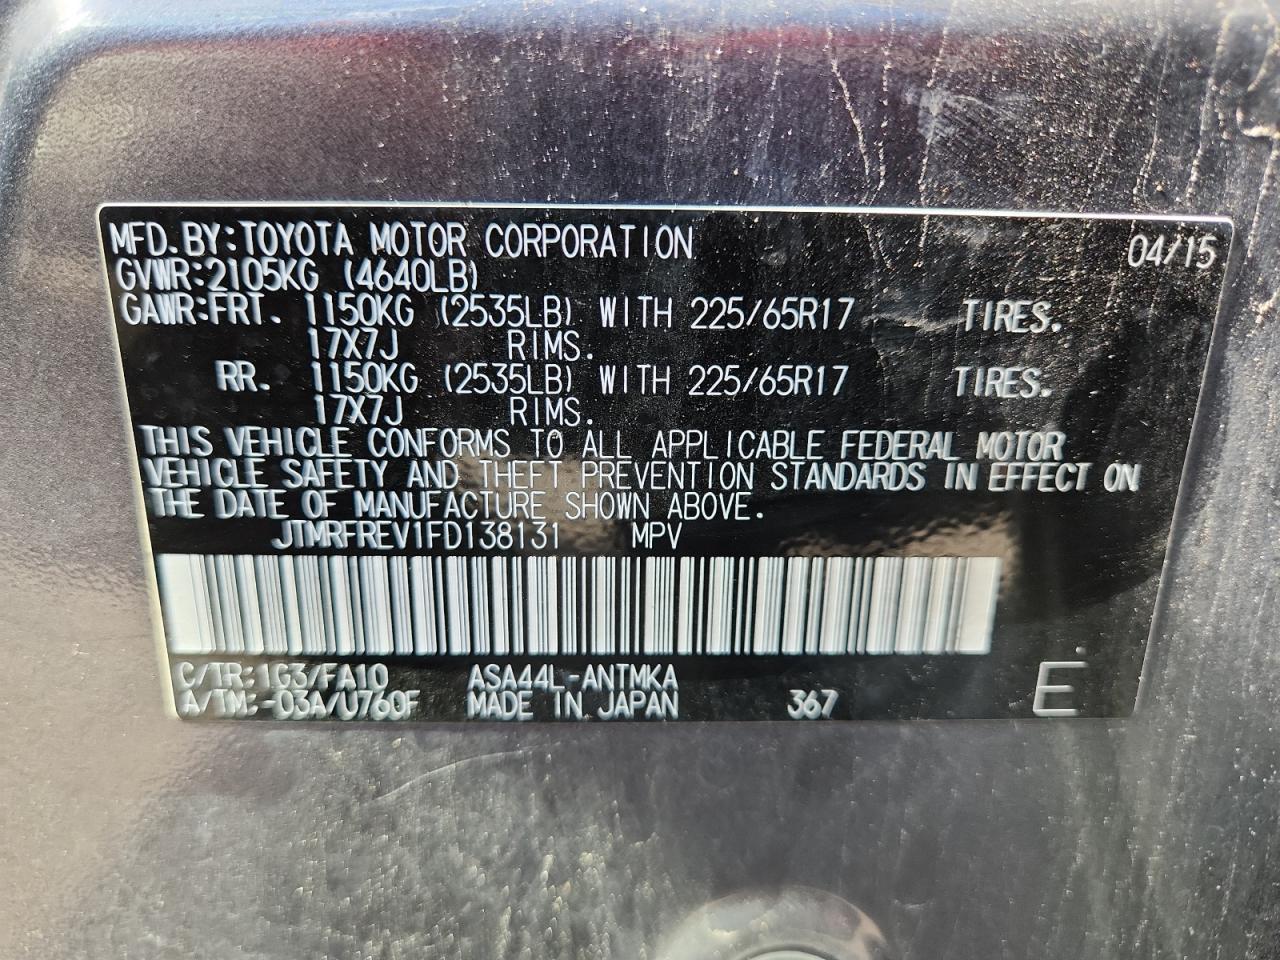 MFD.BY:TOYOTA MOTOR CORPORATION 04/15
GVWR:2105KG (4640LB)
GAWR:FRT. 1150KG (2535LB) WITH 225/65R17 TIRES.
17X7J RIMS.
RR. 1150KG (2535LB) WITH 225/65R17 TIRES.
17X7J RIMS.
THIS VEHICLE CONFORMS TO ALL APPLICABLE FEDERAL MOTOR
VEHICLE SAFETY AND THEFT PREVENTION STANDARDS IN EFFECT ON
THE DATE OF MANUFACTURE SHOWN ABOVE.
JTMRFREV1FD138131 MPV
C/TR:1G3/FA10 ASA44L-ANTMKA
A/TM:-03A/U760F MADE IN JAPAN 367 E